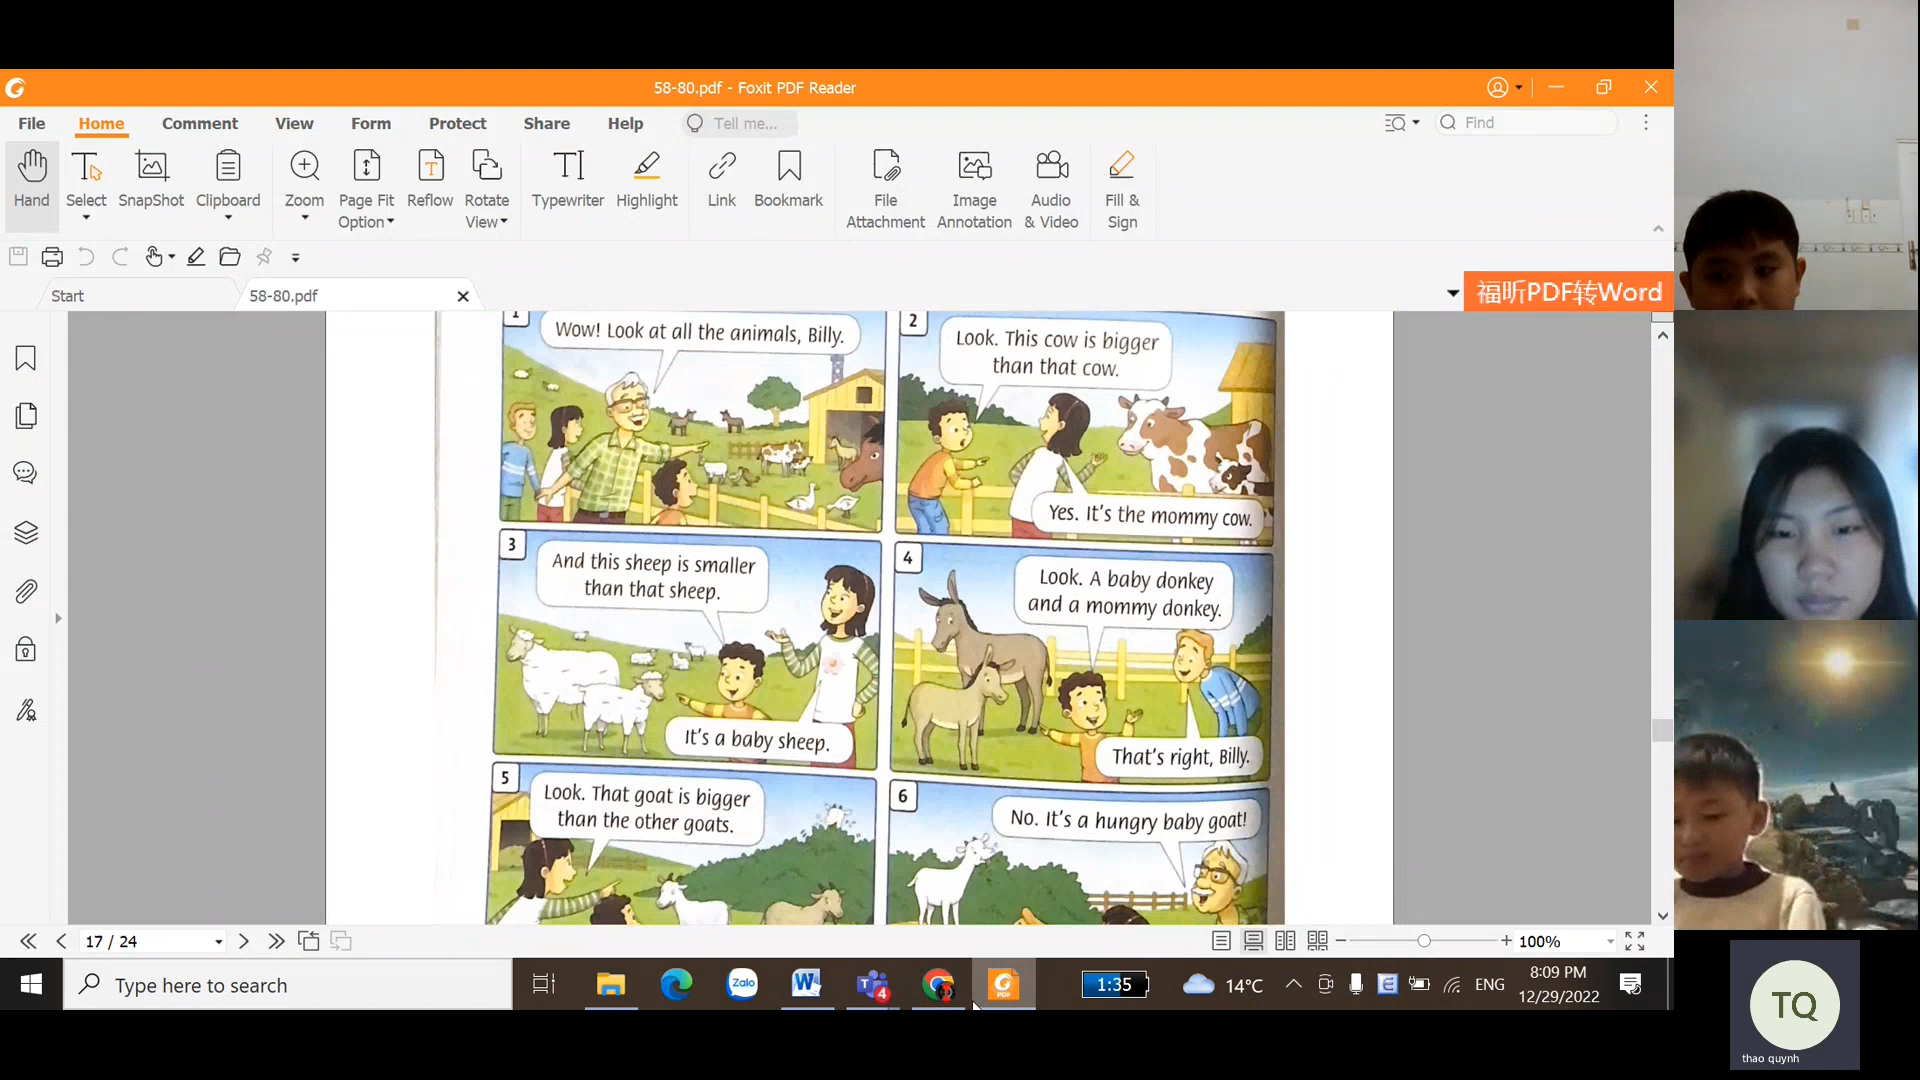 58-80.pdf - Foxit PDF Reader
File Home Comment View Form Protect Share Help Tell me... Find
Hand Select SnapShot Clipboard Zoom Page Fit Option Reflow Rotate View Typewriter Highlight Link Bookmark File Attachment Image Annotation Audio & Video Fill & Sign
Start 58-80.pdf 福昕PDF转Word
1
Wow! Look at all the animals, Billy.
2
Look. This cow is bigger
than that cow.
Yes. It's the mommy cow.
3
And this sheep is smaller
than that sheep.
It's a baby sheep.
4
Look. A baby donkey
and a mommy donkey.
That's right, Billy.
5
Look. That goat is bigger
than the other goats.
6
No. It's a hungry baby goat!
17 / 24 100%
Type here to search Zalo 4 1:35 14°C ENG 8:09 PM
12/29/2022
TQ
thao quynh